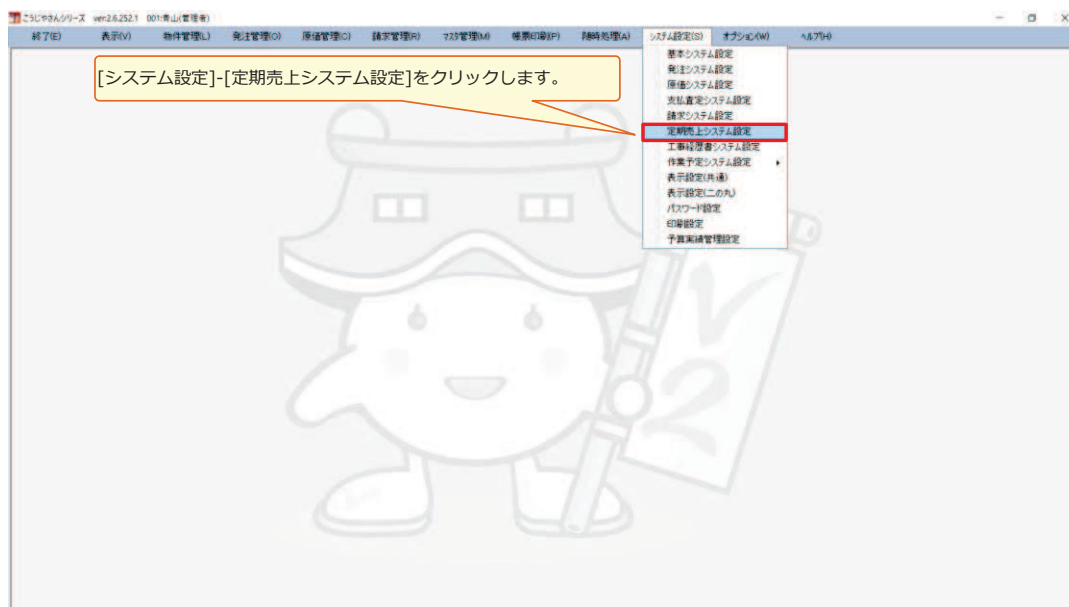 こうじやさんシリーズ ver:2.6.252.1 001:青山(管理者)
終了(E) 表示(V) 物件管理(L) 発注管理(O) 原価管理(C) 請求管理(R) マスタ管理(M) 帳票印刷(P) 随時処理(A) システム設定(S) オプション(W) ヘルプ(H)
[システム設定]-[定期売上システム設定]をクリックします。
基本システム設定
発注システム設定
原価システム設定
支払査定システム設定
請求システム設定
定期売上システム設定
工事経歴書システム設定
作業予定システム設定
表示設定(共通)
表示設定(二の丸)
パスワード設定
印刷設定
予算実績管理設定
V
2